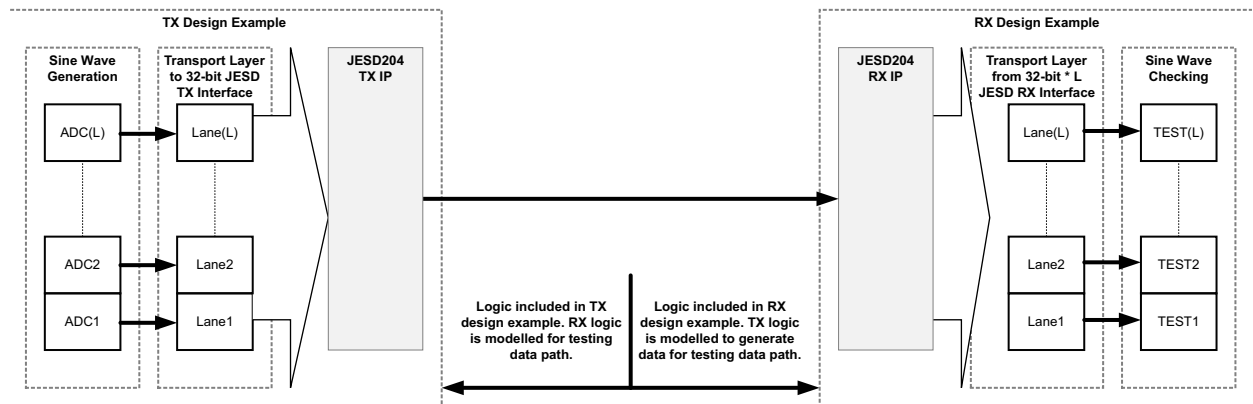 TX Design Example
Sine Wave
Generation
ADC(L)
ADC2
ADC1
Transport Layer
to 32-bit JESD
TX Interface
Lane(L)
Lane2
Lane1
JESD204
TX IP
Logic included in TX
design example. RX logic
is modelled for testing
data path.
Logic included in RX
design example. TX logic
is modelled to generate
data for testing data path.
RX Design Example
JESD204
RX IP
Transport Layer
from 32-bit * L
JESD RX Interface
Lane(L)
Lane2
Lane1
Sine Wave
Checking
TEST(L)
TEST2
TEST1